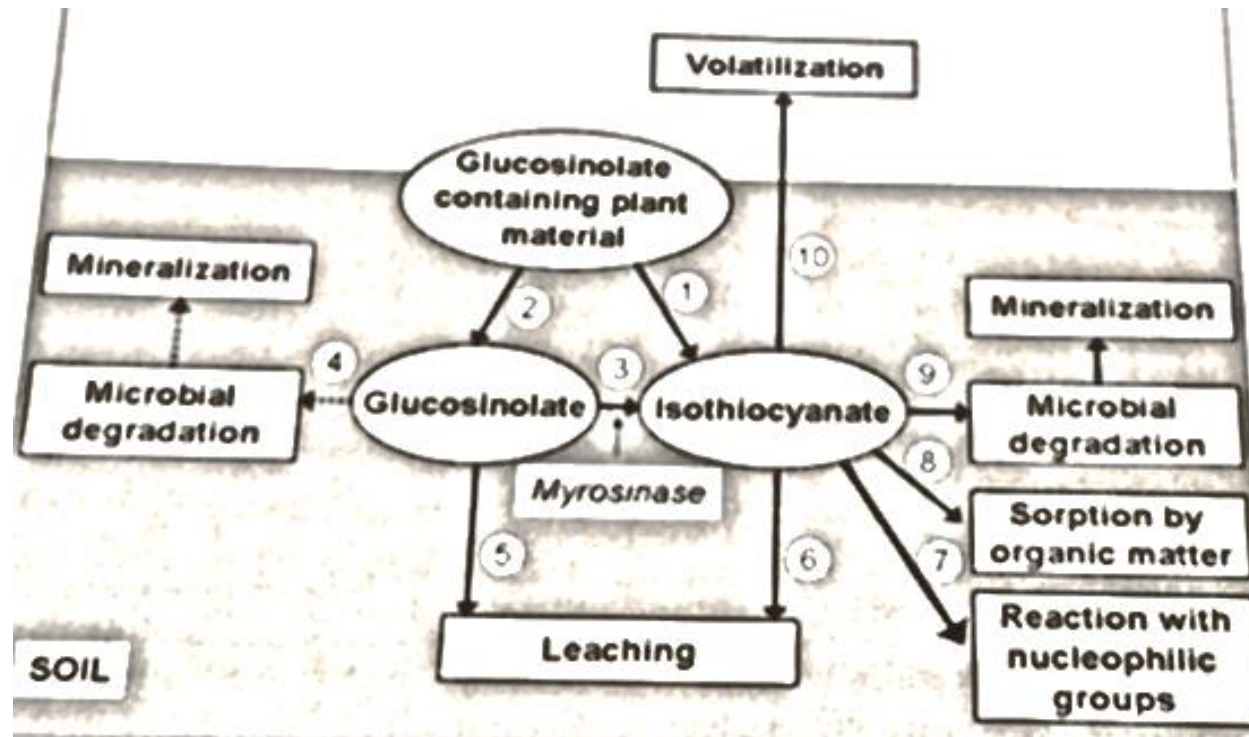 Volatilization
Glucosinolate
containing plant
material
10
Mineralization
2
1
Mineralization
4
3
9
Microbial
degradation
Glucosinolate
Isothiocyanate
Microbial
degradation
8
Myrosinase
Sorption by
organic matter
5
6
7
Leaching
Reaction with
nucleophilic
groups
SOIL